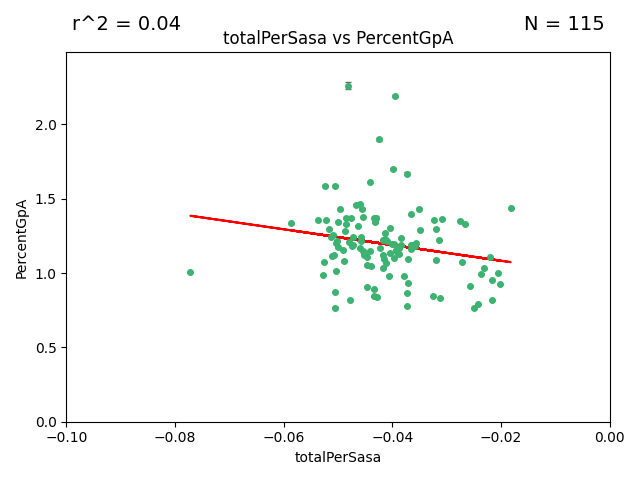 r^2 = 0.04
N = 115
totalPerSasa vs PercentGpA
PercentGpA
2.0
1.5
1.0
0.5
0.0
−0.10
−0.08
−0.06
−0.04
−0.02
0.00
totalPerSasa